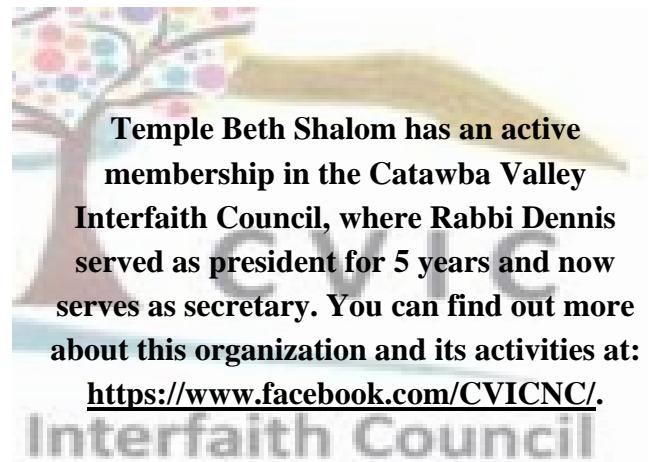 Temple Beth Shalom has an active
membership in the Catawba Valley
Interfaith Council, where Rabbi Dennis
CVIC
served as president for 5 years and now
serves as secretary. You can find out more
about this organization and its activities at:
https://www.facebook.com/CVICNC/.
Interfaith Council